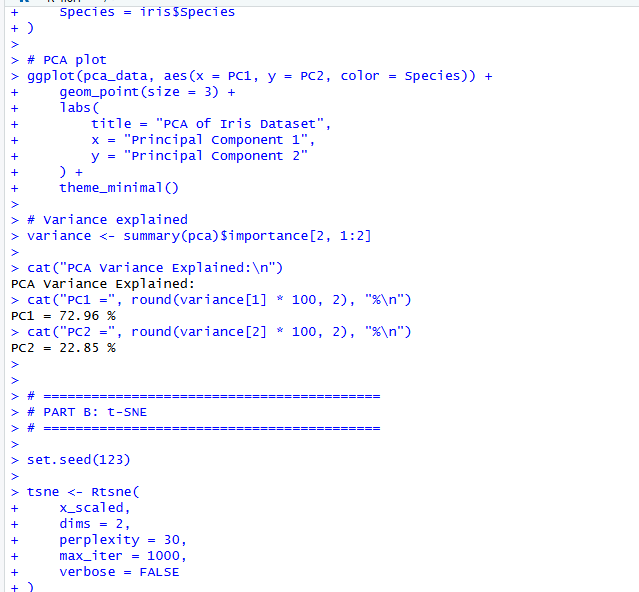 +     Species = iris$Species
+ )
>
> # PCA plot
> ggplot(pca_data, aes(x = PC1, y = PC2, color = Species)) +
+     geom_point(size = 3) +
+     labs(
+         title = "PCA of Iris Dataset",
+         x = "Principal Component 1",
+         y = "Principal Component 2"
+     ) +
+     theme_minimal()
>
> # Variance explained
> variance <- summary(pca)$importance[2, 1:2]
>
> cat("PCA Variance Explained:\n")
PCA Variance Explained:
> cat("PC1 =", round(variance[1] * 100, 2), "%\n")
PC1 = 72.96 %
> cat("PC2 =", round(variance[2] * 100, 2), "%\n")
PC2 = 22.85 %
>
>
> # ==========================================
> # PART B: t-SNE
> # ==========================================
>
> set.seed(123)
>
> tsne <- Rtsne(
+     x_scaled,
+     dims = 2,
+     perplexity = 30,
+     max_iter = 1000,
+     verbose = FALSE
+ )